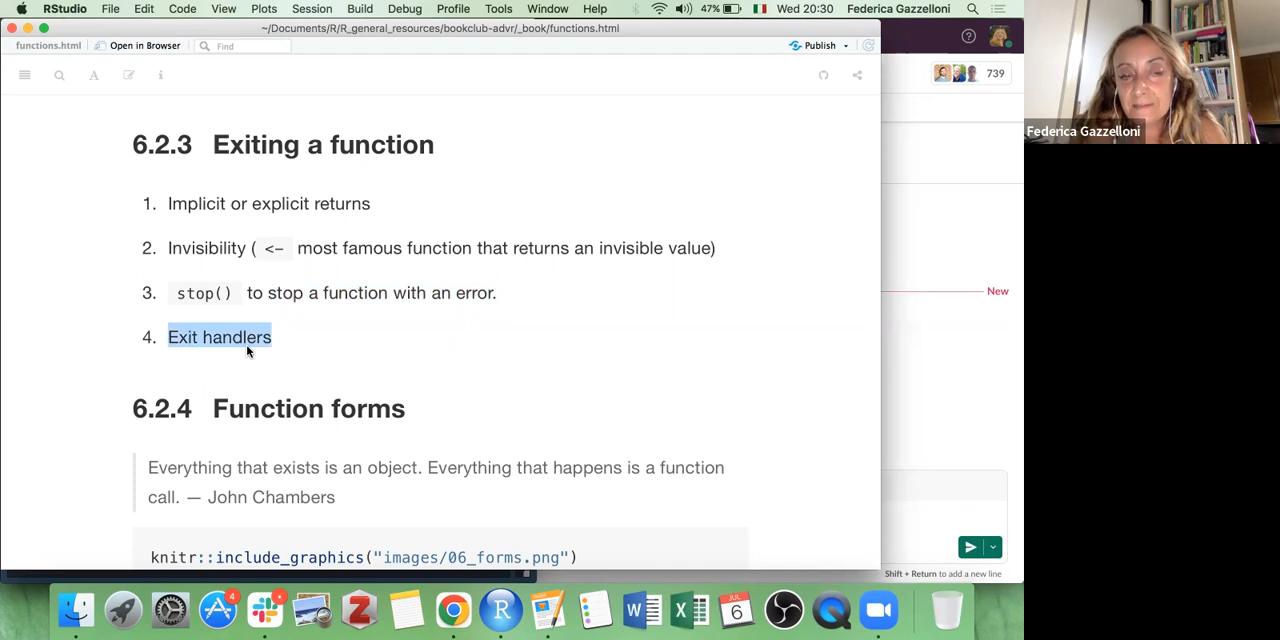 RStudio File Edit Code View Plots Session Build Debug Profile Tools Window Help 47% Wed 20:30 Federica Gazzelloni
~/Documents/R/R_general_resources/bookclub-advr/_book/functions.html
functions.html Open in Browser Find Publish
A i
739
6.2.3 Exiting a function
1. Implicit or explicit returns
2. Invisibility ( <- most famous function that returns an invisible value)
3. stop() to stop a function with an error.
4. Exit handlers
New
6.2.4 Function forms
Everything that exists is an object. Everything that happens is a function
call. — John Chambers
knitr::include_graphics("images/06_forms.png")
Shift + Return to add a new line
Federica Gazzelloni
4
JUL
6
Z
R
W
X